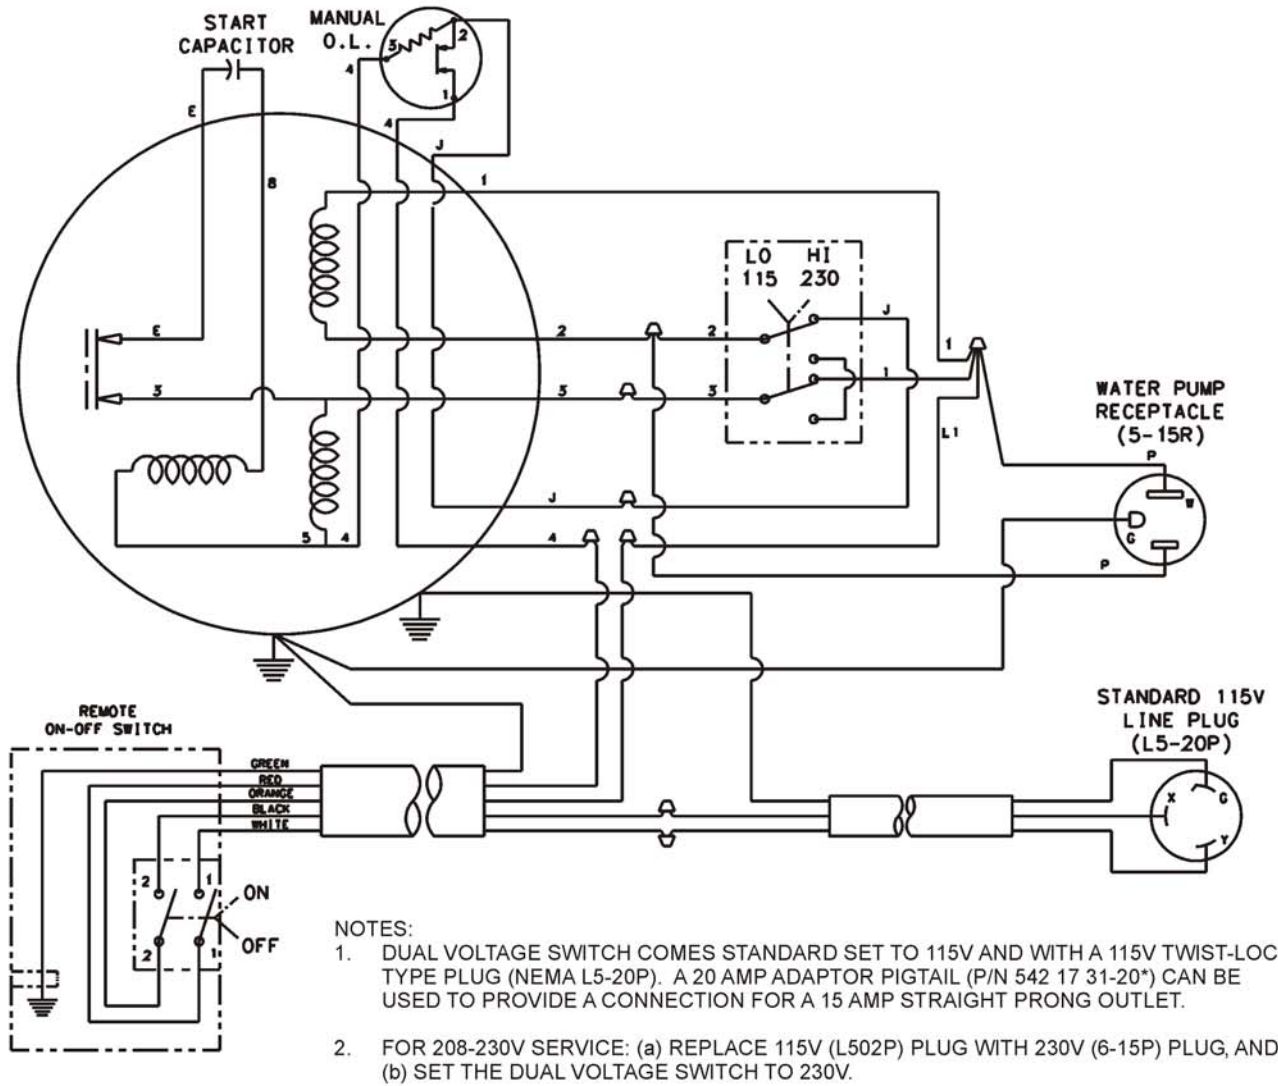 START
CAPACITOR
MANUAL
O.L.
3
2
1
4
4
E
J
8
1
LO HI
115 230
E
2
2
J
3
3
3
1
1
L1
WATER PUMP
RECEPTACLE
(5-15R)
P
W
G
P
J
5 4
4
STANDARD 115V
LINE PLUG
(L5-20P)
X
G
Y
REMOTE
ON-OFF SWITCH
GREEN
RED
ORANGE
BLACK
WHITE
2 1
ON
OFF
2 1
NOTES:
1. DUAL VOLTAGE SWITCH COMES STANDARD SET TO 115V AND WITH A 115V TWIST-LOC
TYPE PLUG (NEMA L5-20P). A 20 AMP ADAPTOR PIGTAIL (P/N 542 17 31-20*) CAN BE
USED TO PROVIDE A CONNECTION FOR A 15 AMP STRAIGHT PRONG OUTLET.
2. FOR 208-230V SERVICE: (a) REPLACE 115V (L502P) PLUG WITH 230V (6-15P) PLUG, AND
(b) SET THE DUAL VOLTAGE SWITCH TO 230V.